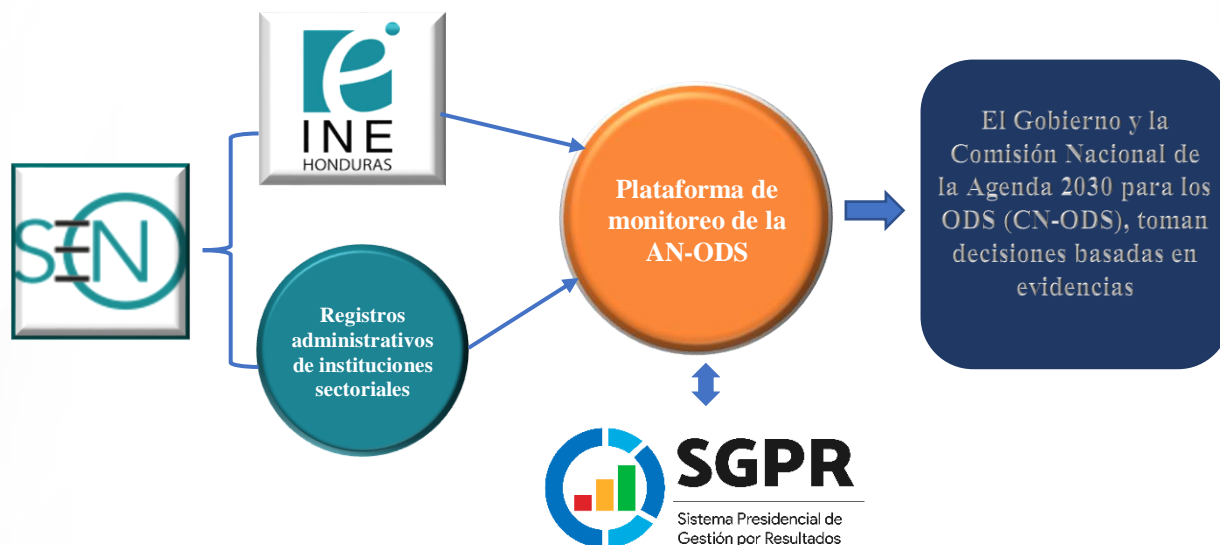 SEN
INE
HONDURAS
Registros
administrativos
de instituciones
sectoriales
Plataforma de
monitoreo de la
AN-ODS
SGPR
Sistema Presidencial de
Gestión por Resultados
El Gobierno y la
Comisión Nacional de
la Agenda 2030 para los
ODS (CN-ODS), toman
decisiones basadas en
evidencias